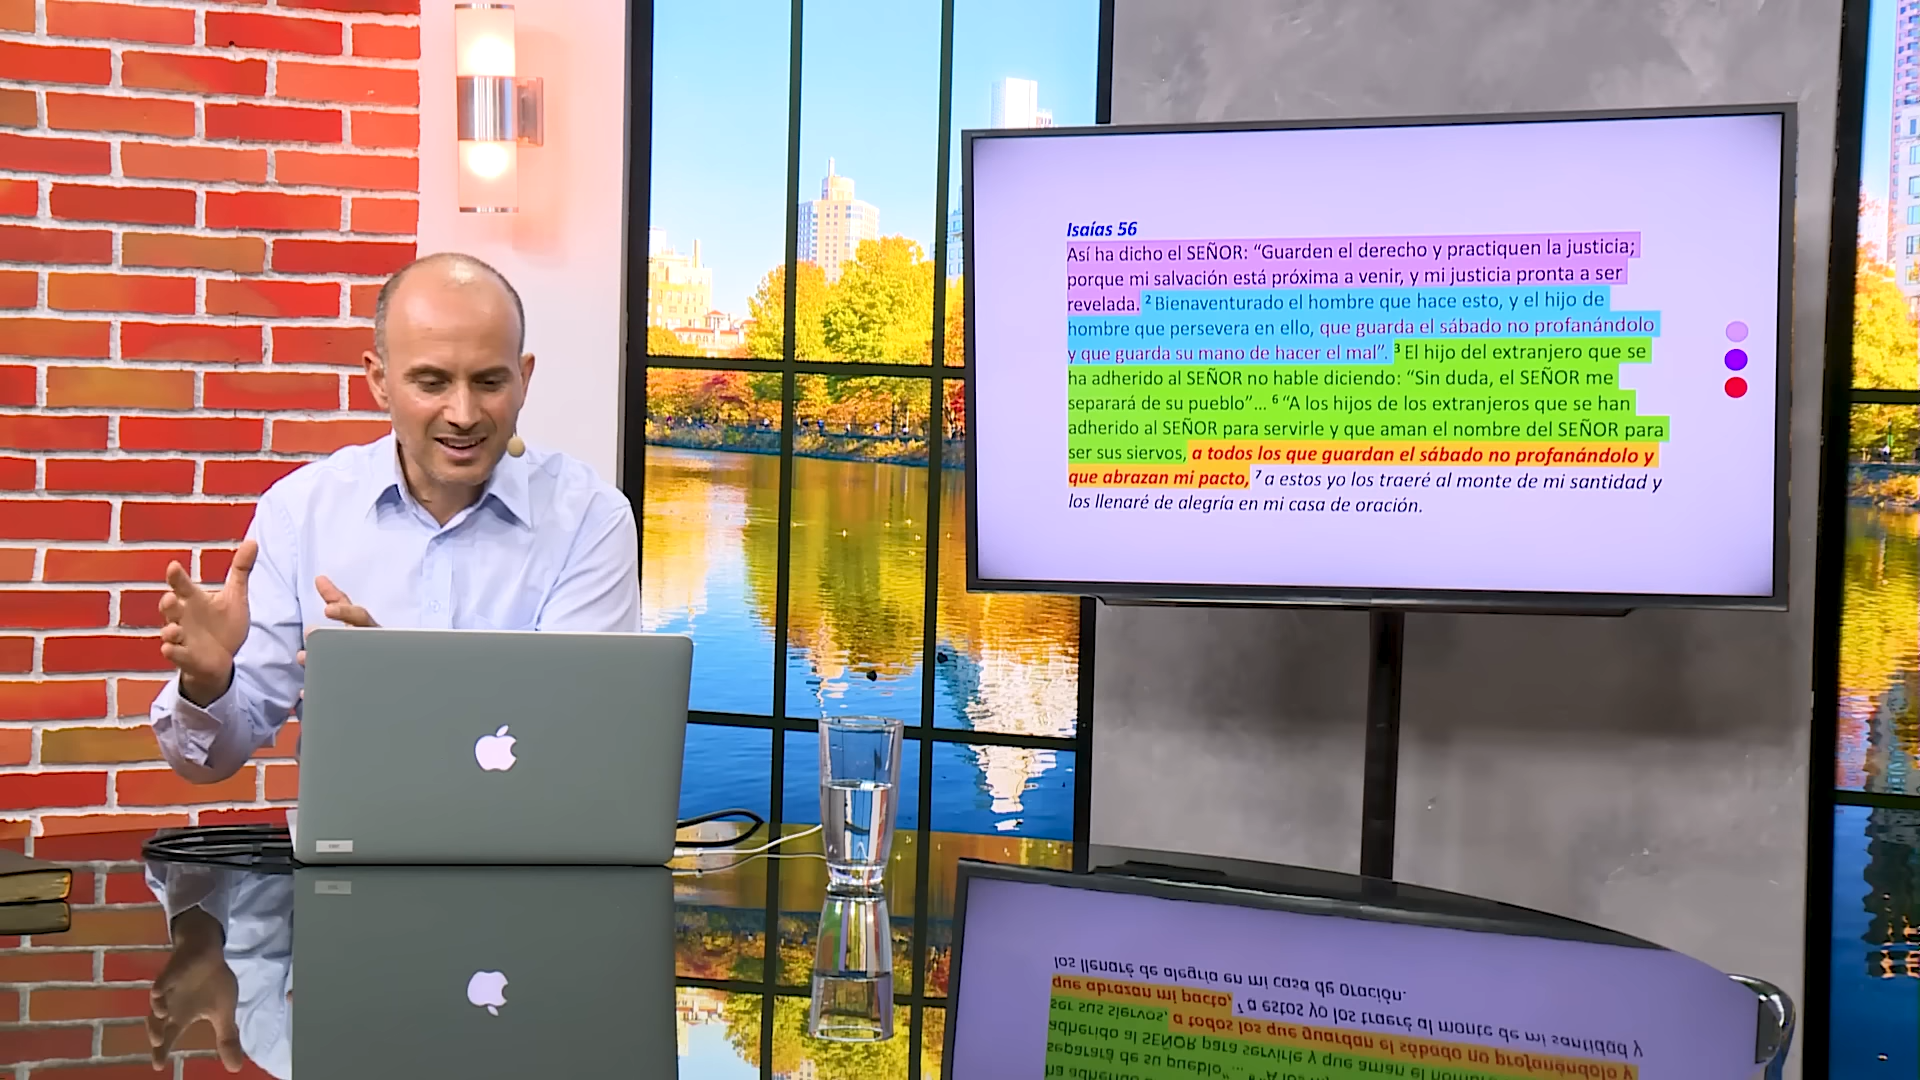 Isaías 56
Así ha dicho el SEÑOR: “Guarden el derecho y practiquen la justicia;
porque mi salvación está próxima a venir, y mi justicia pronta a ser
revelada. ² Bienaventurado el hombre que hace esto, y el hijo de
hombre que persevera en ello, que guarda el sábado no profanándolo
y que guarda su mano de hacer el mal”. ³ El hijo del extranjero que se
ha adherido al SEÑOR no hable diciendo: “Sin duda, el SEÑOR me
separará de su pueblo”... ⁶ “A los hijos de los extranjeros que se han
adherido al SEÑOR para servirle y que aman el nombre del SEÑOR para
ser sus siervos, a todos los que guardan el sábado no profanándolo y
que abrazan mi pacto, ⁷ a estos yo los traeré al monte de mi santidad y
los llenaré de alegría en mi casa de oración.